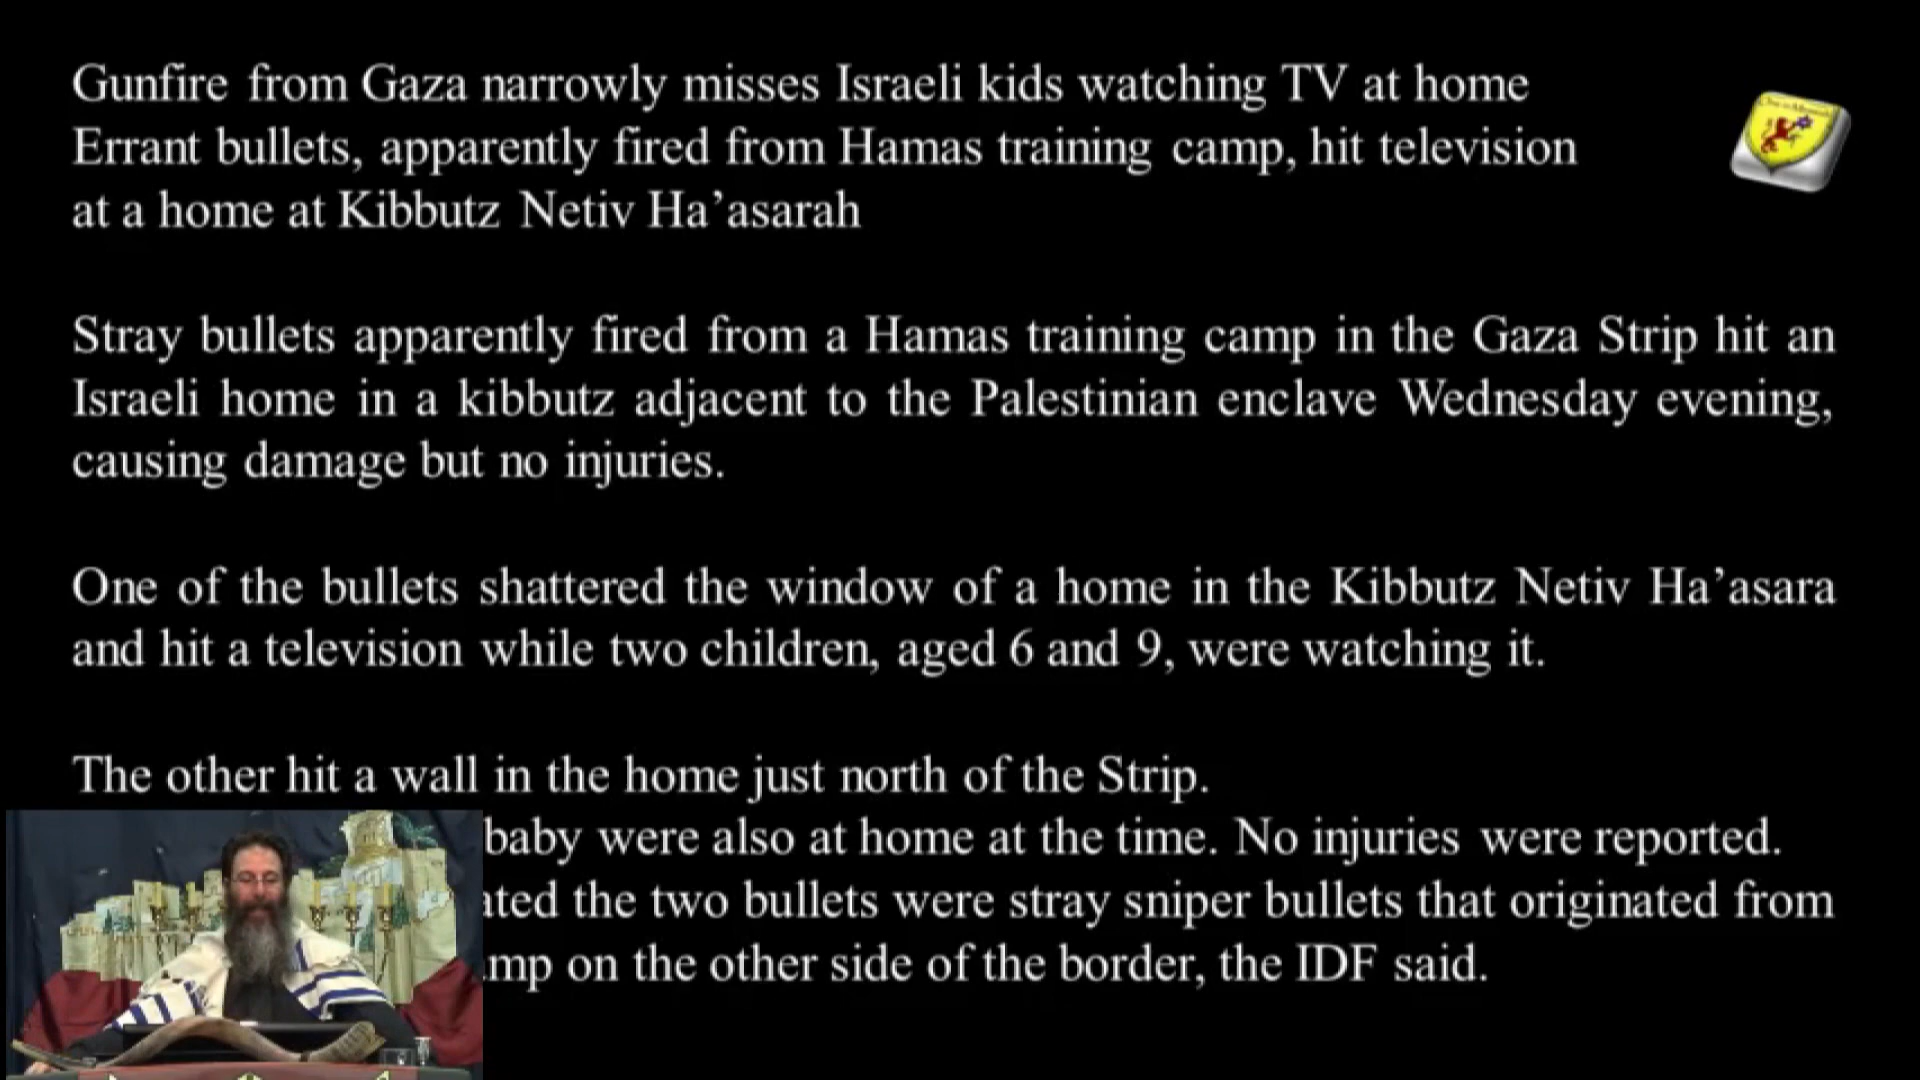 Gunfire from Gaza narrowly misses Israeli kids watching TV at home
Errant bullets, apparently fired from Hamas training camp, hit television
at a home at Kibbutz Netiv Ha’asarah
Stray bullets apparently fired from a Hamas training camp in the Gaza Strip hit an
Israeli home in a kibbutz adjacent to the Palestinian enclave Wednesday evening,
causing damage but no injuries.
One of the bullets shattered the window of a home in the Kibbutz Netiv Ha’asara
and hit a television while two children, aged 6 and 9, were watching it.
The other hit a wall in the home just north of the Strip.
baby were also at home at the time. No injuries were reported.
ated the two bullets were stray sniper bullets that originated from
mp on the other side of the border, the IDF said.